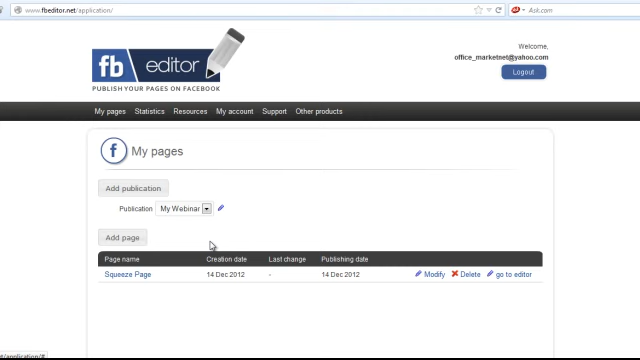 www.fbeditor.net/application/
Ask.com
fb editor
PUBLISH YOUR PAGES ON FACEBOOK
Welcome,
office_marketnet@yahoo.com
Logout
My pages Statistics Resources My account Support Other products
f My pages
Add publication
Publication My Webinar
Add page
Page name Creation date Last change Publishing date
Squeeze Page 14 Dec 2012 - 14 Dec 2012 Modify Delete go to editor
et/application/#